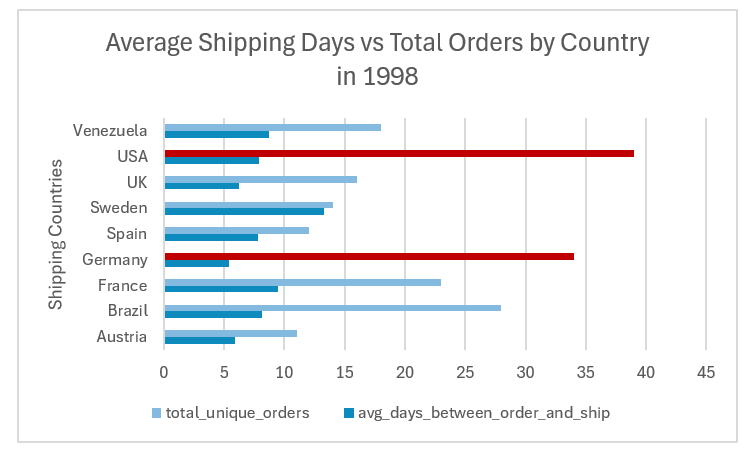 Average Shipping Days vs Total Orders by Country
in 1998
Shipping Countries
Venezuela
USA
UK
Sweden
Spain
Germany
France
Brazil
Austria
0 5 10 15 20 25 30 35 40 45
total_unique_orders avg_days_between_order_and_ship